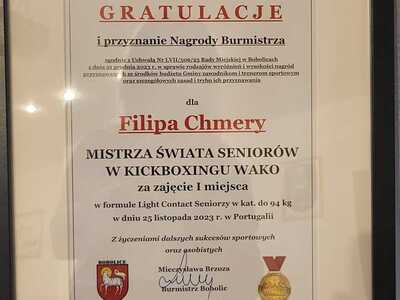 GRATULACJE
i przyznanie Nagrody Burmistrza
zgodnie z Uchwałą Nr LVII/506/23 Rady Miejskiej w Bobolicach
z dnia 21 grudnia 2023 r. w sprawie rodzajów wyróżnień i wysokości nagród
przyznawanych ze środków budżetu Gminy zawodnikom i trenerom sportowym
oraz szczegółowych zasad i trybu ich przyznawania
dla
Filipa Chmery
MISTRZA ŚWIATA SENIORÓW
W KICKBOXINGU WAKO
za zajęcie I miejsca
w formule Light Contact Seniorzy w kat. do 94 kg
w dniu 25 listopada 2023 r. w Portugalii
Z życzeniami dalszych sukcesów sportowych
oraz osobistych
BOBOLICE
Mieczysława Brzoza
Burmistrz Bobolic